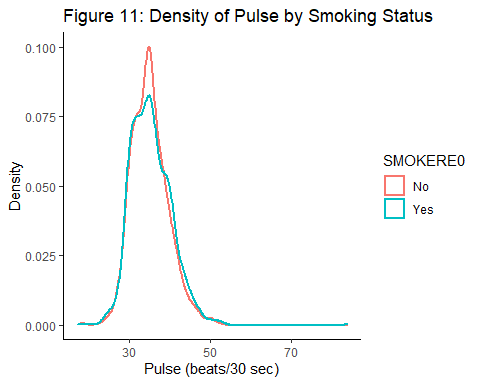 Figure 11: Density of Pulse by Smoking Status
0.100
0.075
0.050
0.025
0.000
Density
30 50 70
Pulse (beats/30 sec)
SMOKERE0
No
Yes